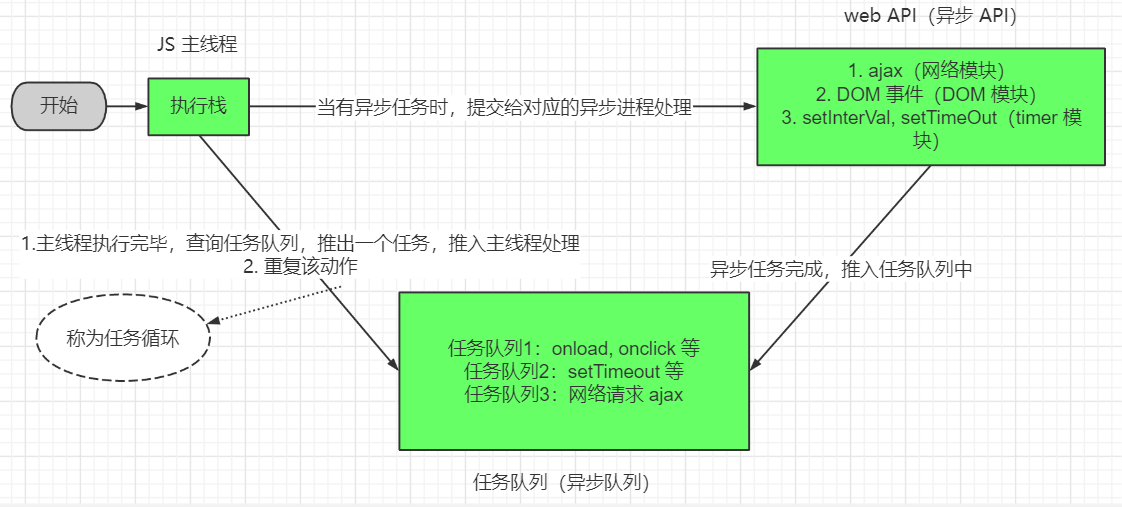 web API（异步 API）
JS 主线程
开始
执行栈
当有异步任务时，提交给对应的异步进程处理
1. ajax（网络模块）
2. DOM 事件（DOM 模块）
3. setInterVal, setTimeOut（timer 模
块）
1.主线程执行完毕，查询任务队列，推出一个任务，推入主线程处理
2. 重复该动作
异步任务完成，推入任务队列中
称为任务循环
任务队列1：onload, onclick 等
任务队列2：setTimeout 等
任务队列3：网络请求 ajax
任务队列（异步队列）